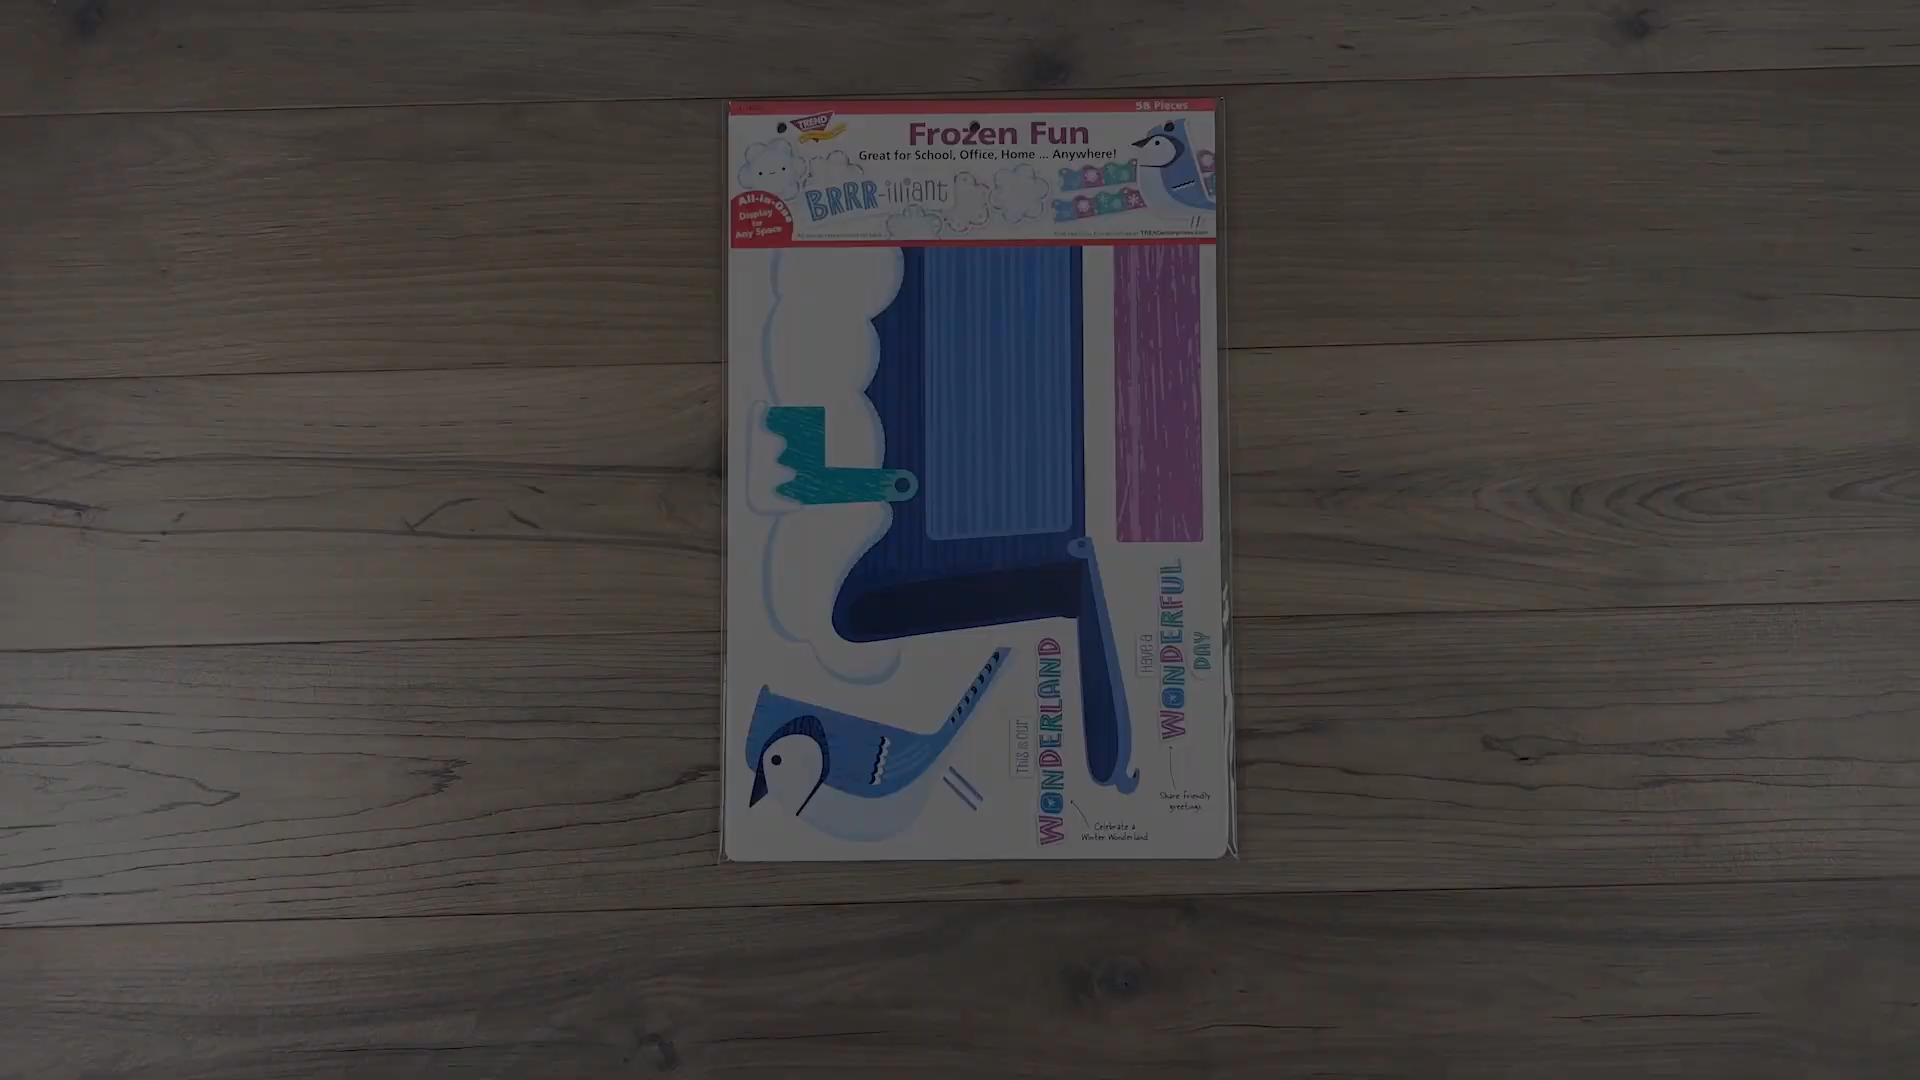 58 Pieces
TREND
Frozen Fun
Great for School, Office, Home ... Anywhere!
BRRR-illiant
All-in-One
Display
for
Any Space
This is our
WONDERLAND
Have a
WONDERFUL
DAY
Share friendly
greetings
Celebrate a
Winter Wonderland